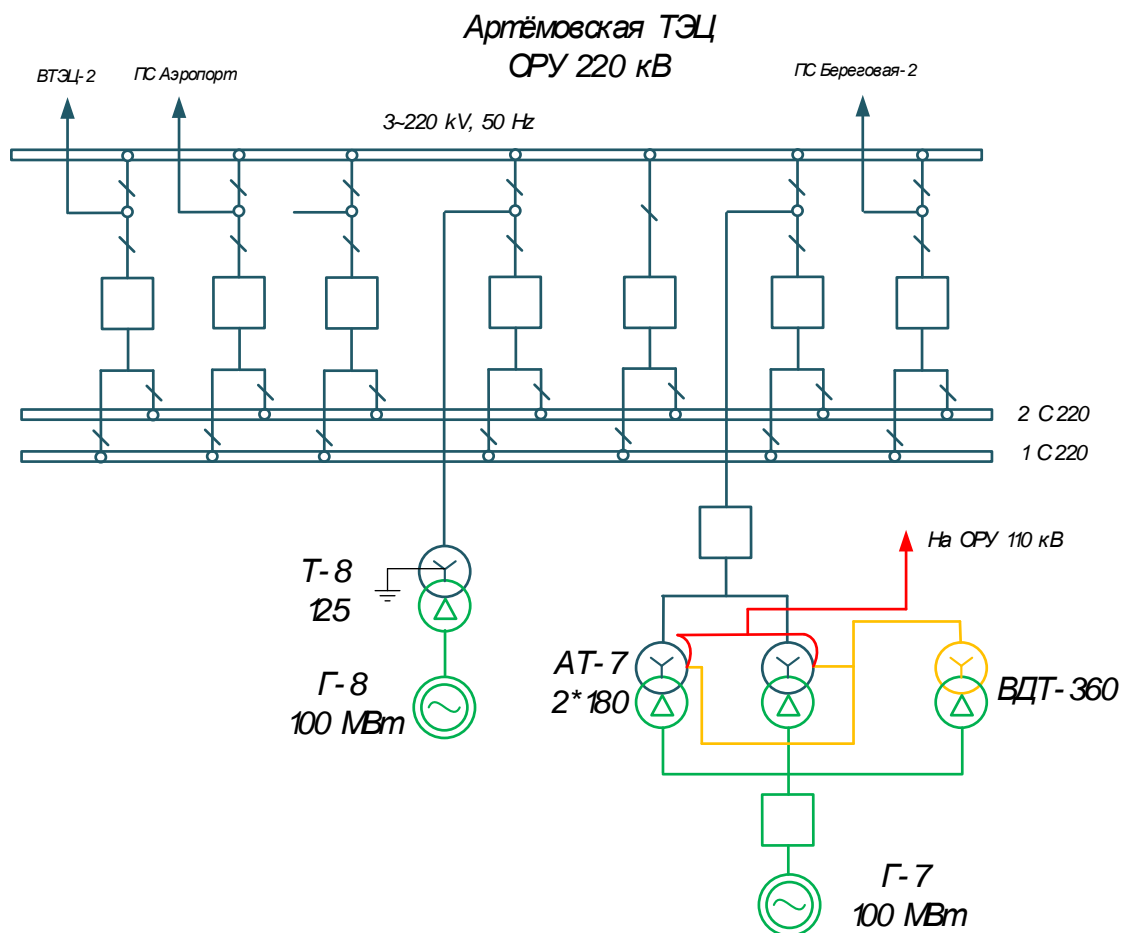 Артёмовская ТЭЦ
ОРУ 220 кВ
ВТЭЦ-2
ПС Аэропорт
ПС Береговая-2
3~220 kV, 50 Hz
2 С 220
1 С 220
На ОРУ 110 кВ
Т-8
125
АТ-7
2*180
ВДТ-360
Г-8
100 МВт
Г-7
100 МВт